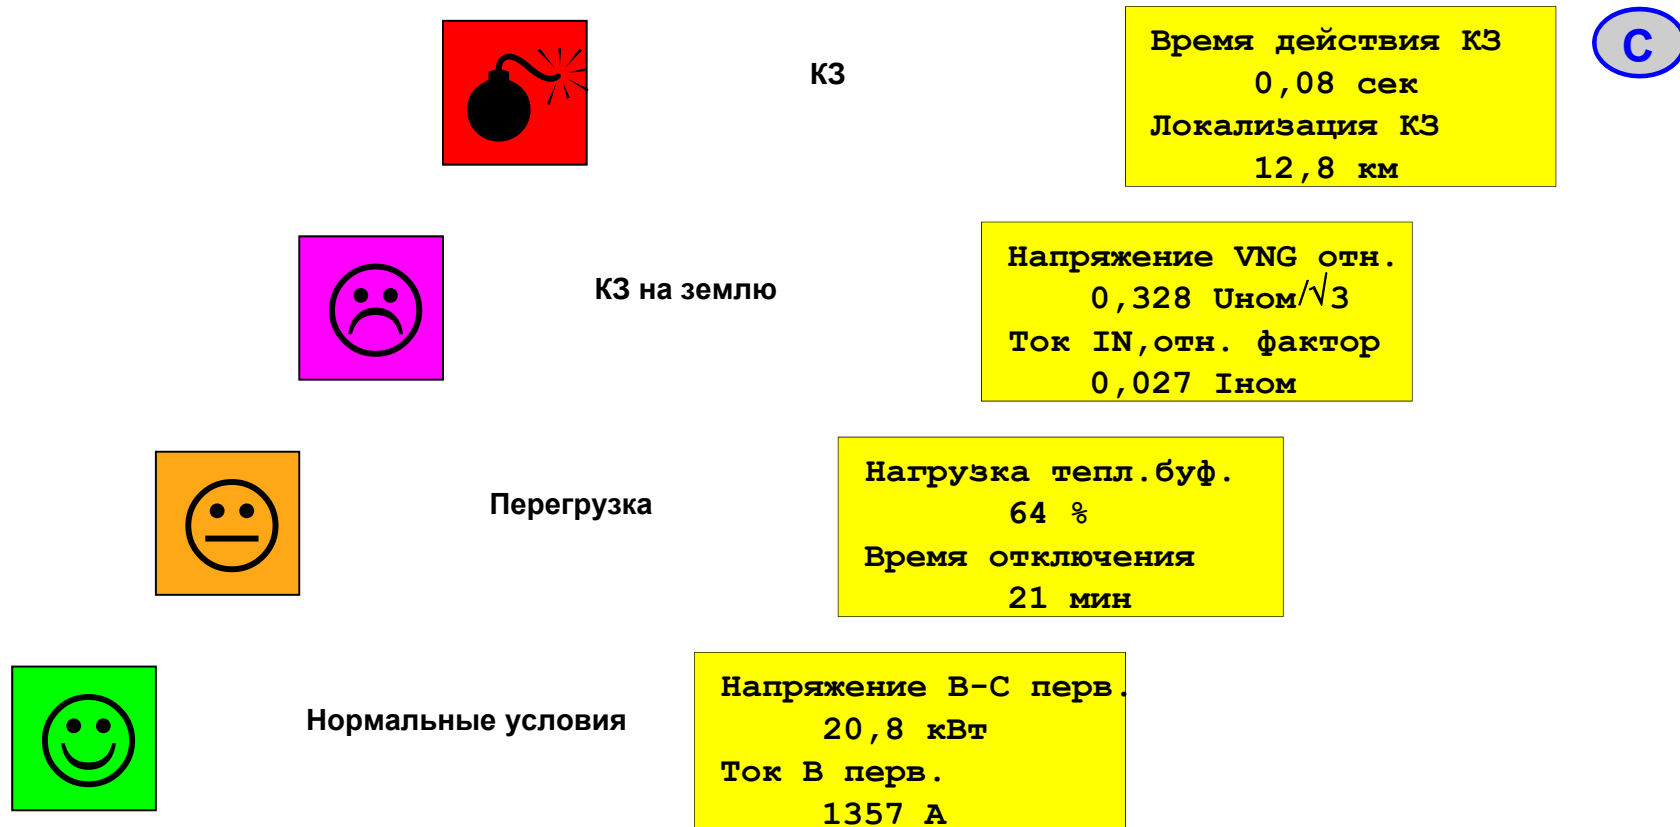 КЗ
Время действия КЗ
0,08 сек
Локализация КЗ
12,8 км
C
КЗ на землю
Напряжение VNG отн.
0,328 Uном/√3
Ток IN,отн. фактор
0,027 Iном
Перегрузка
Нагрузка тепл.буф.
64 %
Время отключения
21 мин
Нормальные условия
Напряжение B-C перв.
20,8 кВт
Ток B перв.
1357 A